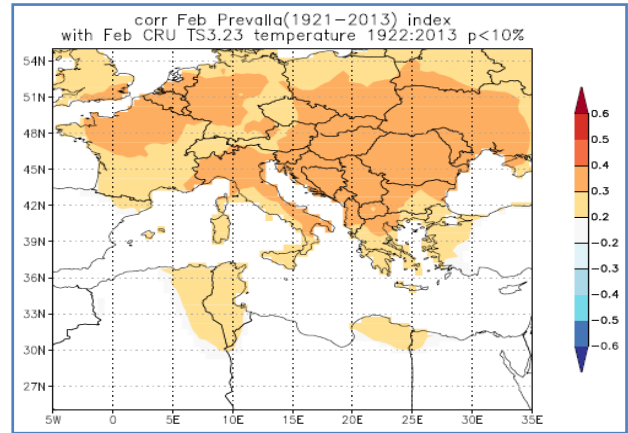 corr Feb Prevalla(1921−2013) index
with Feb CRU TS3.23 temperature 1922:2013 p<10%
54N
51N
48N
45N
42N
39N
36N
33N
30N
27N
5W 0 5E 10E 15E 20E 25E 30E 35E
0.6
0.5
0.4
0.3
0.2
−0.2
−0.3
−0.4
−0.5
−0.6